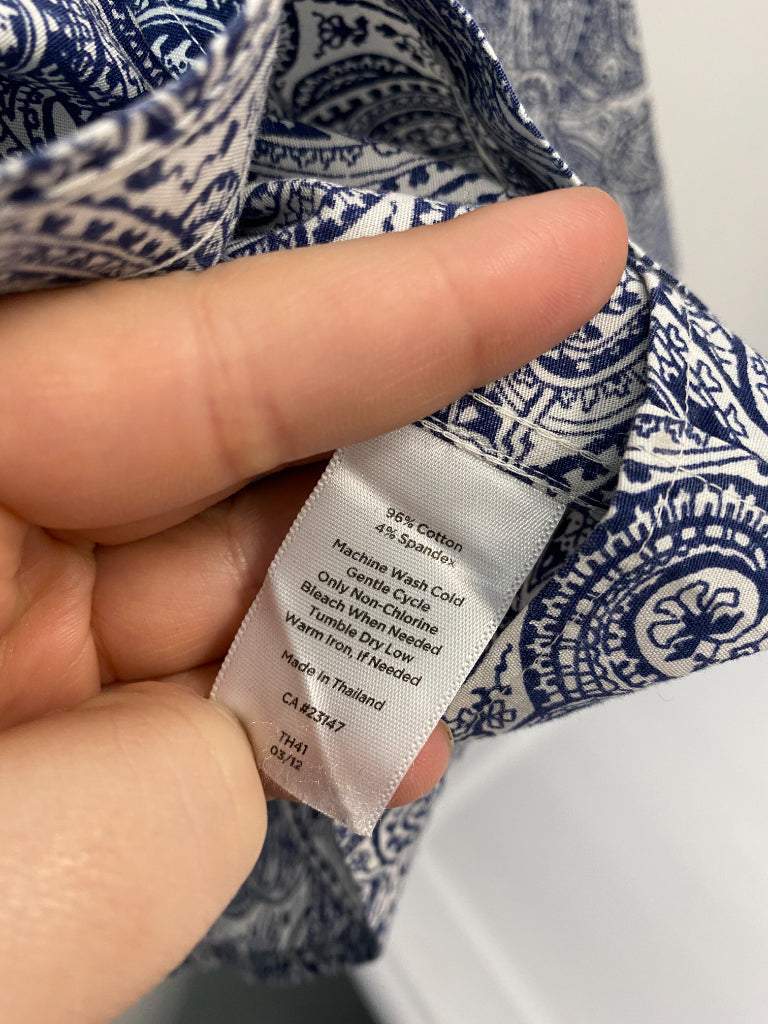 96% Cotton
4% Spandex
Machine Wash Cold
Gentle Cycle
Only Non-Chlorine
Bleach When Needed
Tumble Dry Low
Warm Iron, If Needed
Made in Thailand
CA #23147
TH41
03/12